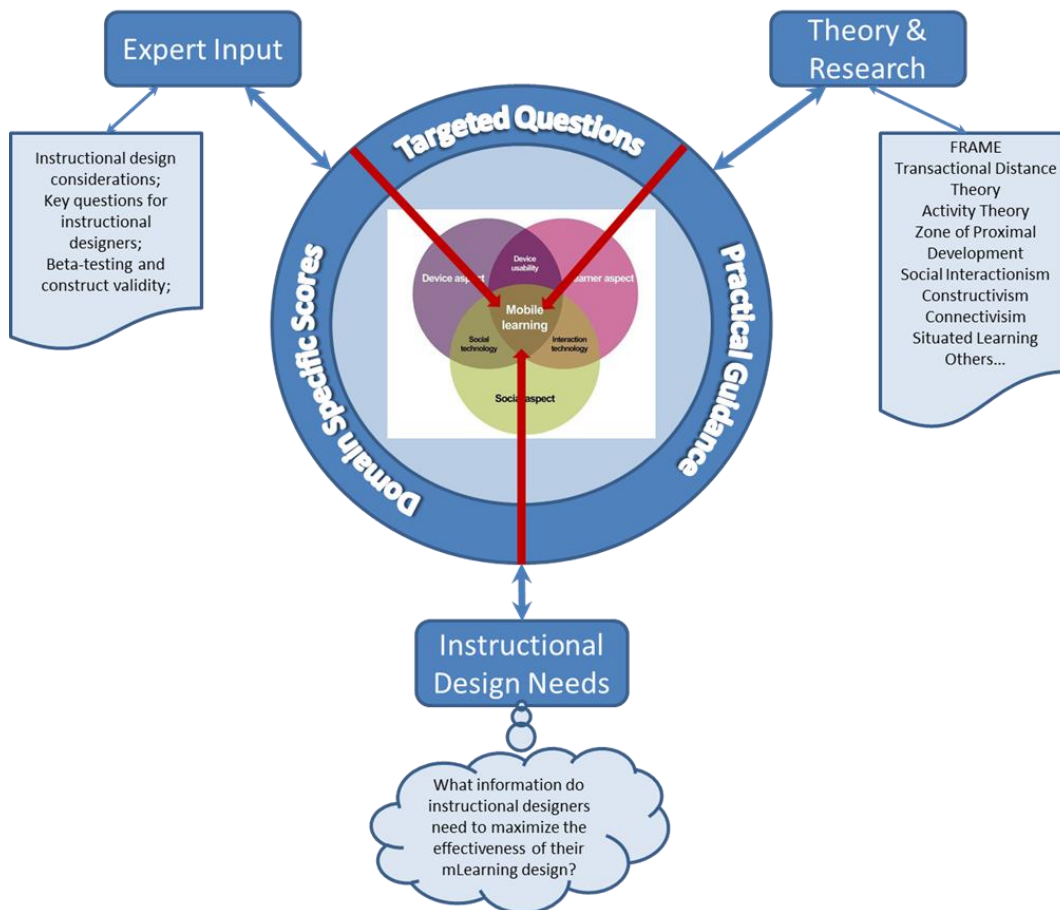 Expert Input
Theory &
Research
Instructional design
considerations;
Key questions for
instructional
designers;
Beta-testing and
construct validity;
FRAME
Transactional Distance
Theory
Activity Theory
Zone of Proximal
Development
Social Interactionism
Constructivism
Connectivism
Situated Learning
Others...
Targeted Questions
Domain Specific Scores
Practical Guidance
Device aspect
Device
usability
earner aspect
Mobile
learning
Social
technology
Interaction
technology
Social aspect
Instructional
Design Needs
What information do
instructional designers
need to maximize the
effectiveness of their
mLearning design?